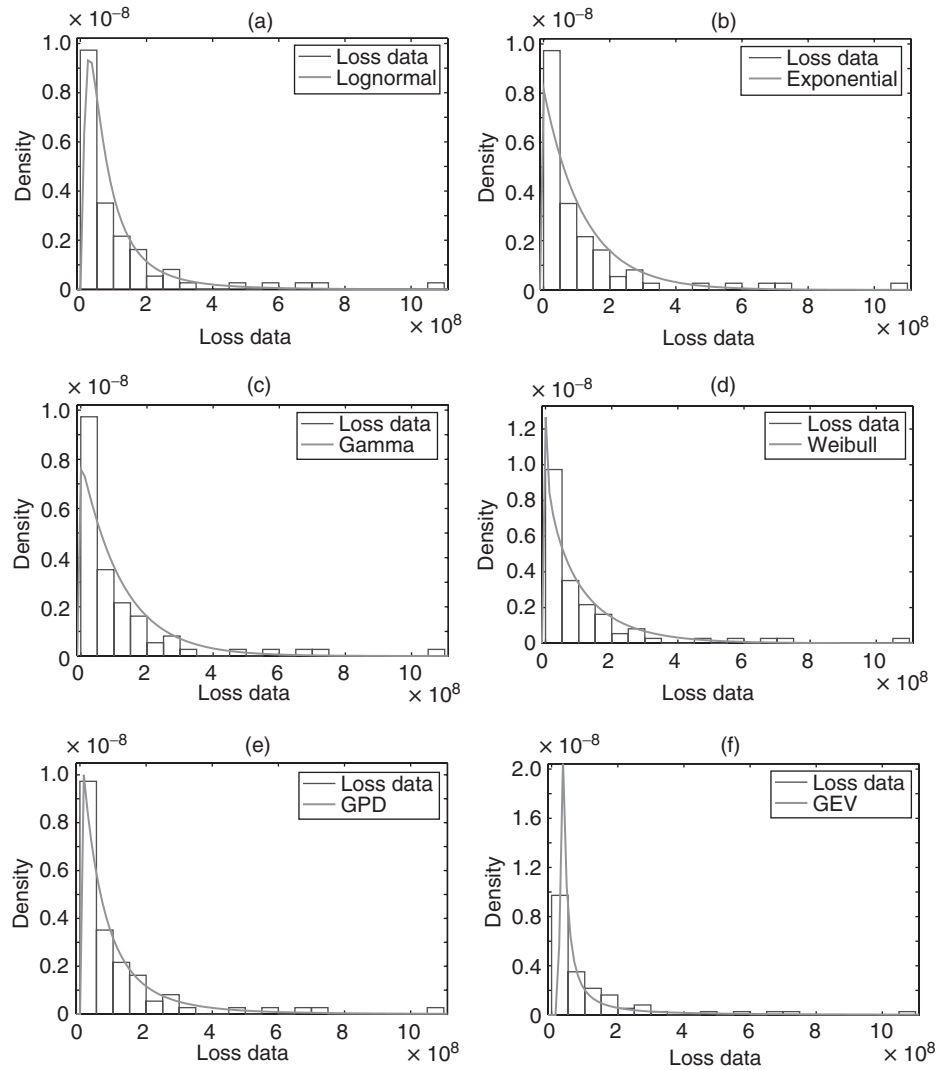 (a)
× 10⁻⁸
1.0
0.8
0.6
0.4
0.2
0
Density
Loss data
Lognormal
0 2 4 6 8 10
Loss data
× 10⁸
(b)
× 10⁻⁸
1.0
0.8
0.6
0.4
0.2
0
Density
Loss data
Exponential
0 2 4 6 8 10
Loss data
× 10⁸
(c)
× 10⁻⁸
1.0
0.8
0.6
0.4
0.2
0
Density
Loss data
Gamma
0 2 4 6 8 10
Loss data
× 10⁸
(d)
× 10⁻⁸
1.2
1.0
0.8
0.6
0.4
0.2
0
Density
Loss data
Weibull
0 2 4 6 8 10
Loss data
× 10⁸
(e)
× 10⁻⁸
1.0
0.8
0.6
0.4
0.2
0
Density
Loss data
GPD
0 2 4 6 8 10
Loss data
× 10⁸
(f)
× 10⁻⁸
2.0
1.6
1.2
0.8
0.4
0
Density
Loss data
GEV
0 2 4 6 8 10
Loss data
× 10⁸